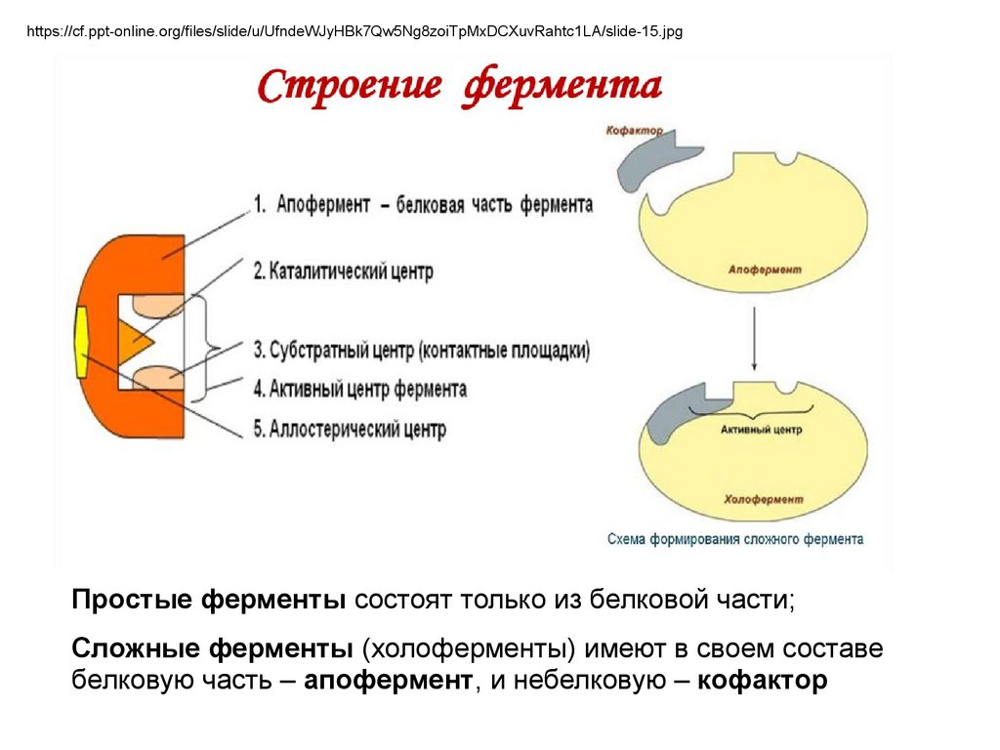 https://cf.ppt-online.org/files/slide/u/UfndeWJyHBk7Qw5Ng8zoiTpMxDCXuvRahtc1LA/slide-15.jpg
Строение фермента
Кофактор
1. Апофермент – белковая часть фермента
2. Каталитический центр
Апофермент
3. Субстратный центр (контактные площадки)
4. Активный центр фермента
5. Аллостерический центр
Активный центр
Холофермент
Схема формирования сложного фермента
Простые ферменты состоят только из белковой части;
Сложные ферменты (холоферменты) имеют в своем составе
белковую часть – апофермент, и небелковую – кофактор